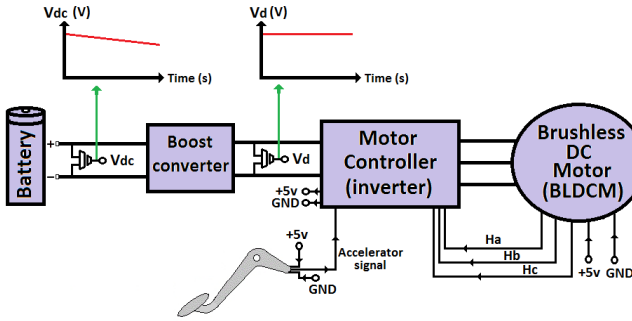 Vdc (V)
Time (s)
Vd (V)
Time (s)
Battery
+
−
Vdc
Boost
converter
Vd
Motor
Controller
(inverter)
+5v
GND
Brushless
DC
Motor
(BLDCM)
Ha
Hb
Hc
+5v
GND
Accelerator
signal
+5v
GND